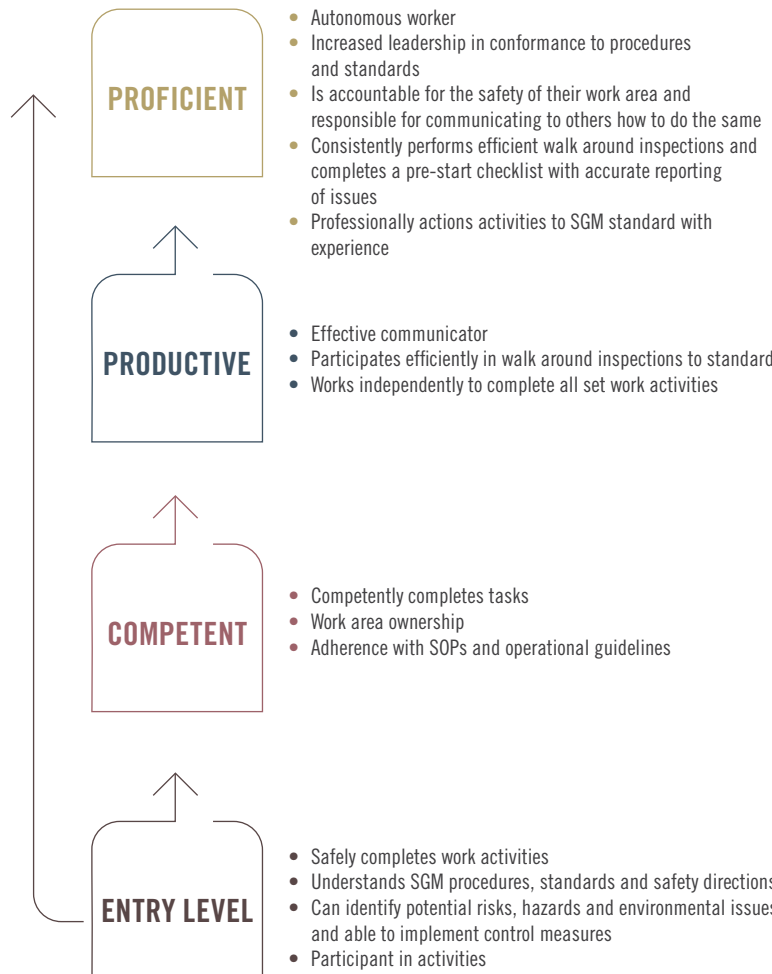 PROFICIENT
• Autonomous worker
• Increased leadership in conformance to procedures
and standards
• Is accountable for the safety of their work area and
responsible for communicating to others how to do the same
• Consistently performs efficient walk around inspections and
completes a pre-start checklist with accurate reporting
of issues
• Professionally actions activities to SGM standard with
experience
PRODUCTIVE
• Effective communicator
• Participates efficiently in walk around inspections to standard
• Works independently to complete all set work activities
COMPETENT
• Competently completes tasks
• Work area ownership
• Adherence with SOPs and operational guidelines
ENTRY LEVEL
• Safely completes work activities
• Understands SGM procedures, standards and safety directions
• Can identify potential risks, hazards and environmental issues
and able to implement control measures
• Participant in activities